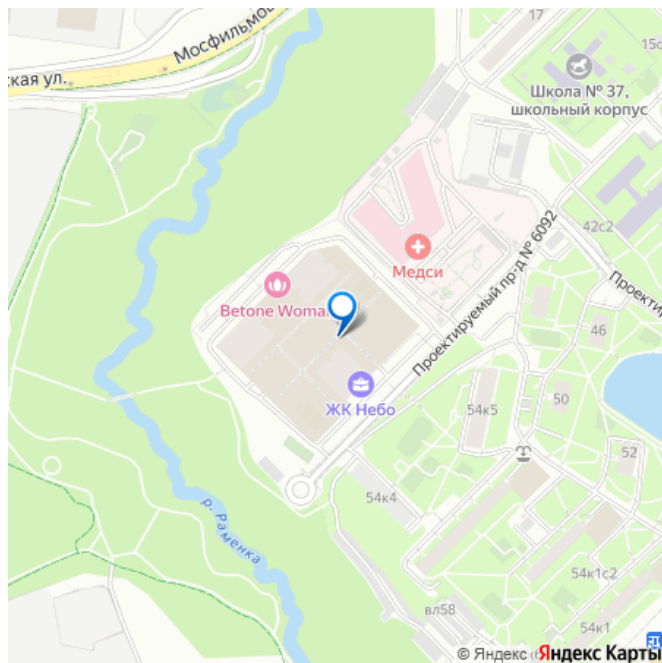 Мосфильмов
ская ул.
15с
Школа № 37,
школьный корпус
42с2
Медси
Проектируемый пр-д № 6092
Проекти
Betone Woma
46
ЖК Небо
50
54к5
52
54к4
р. Раменка
54к1с2
вл58
54к1
© Яндекс
Яндекс Карты